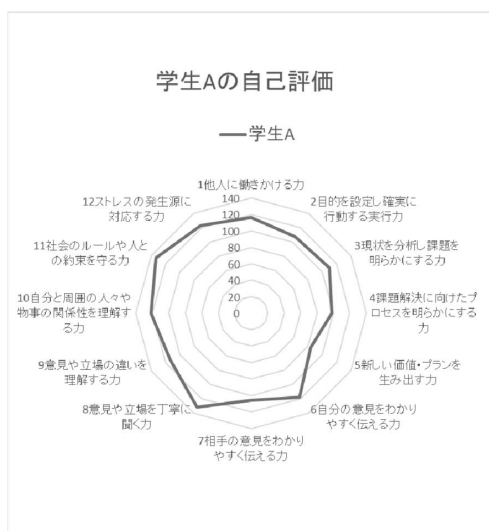 学生Aの自己評価
学生A
1他人に働きかける力
2目的を設定し確実に
行動する実行力
3現状を分析し課題を
明らかにする力
4課題解決に向けたプ
ロセスを明らかにする
力
5新しい価値・プランを
生み出す力
6自分の意見をわかり
やすく伝える力
7相手の意見をわかり
やすく伝える力
8意見や立場を丁寧に
聞く力
9意見や立場の違いを
理解する力
10自分と周囲の人々や
物事の関係性を理解す
る力
11社会のルールや人と
の約束を守る力
12ストレスの発生源に
対応する力
140
120
100
80
60
40
20
0